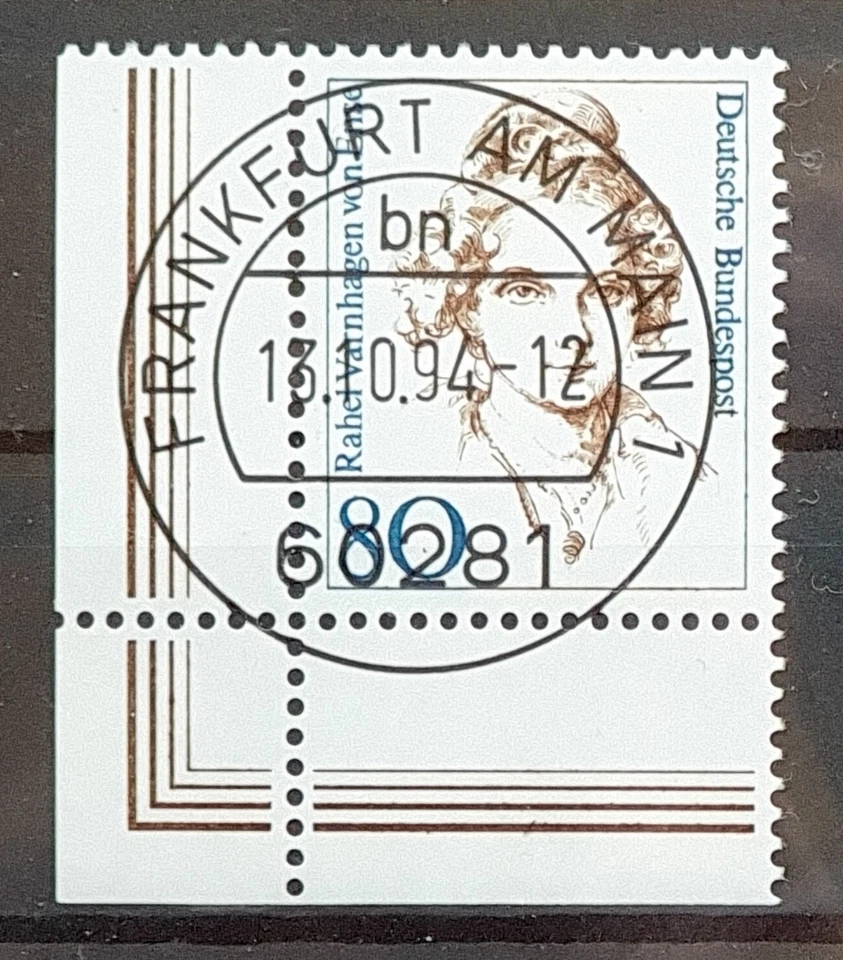 FRANKFURT AM MAIN 1
bn
13.10.94-12
60281
Rahel Varnhagen von Ense
Deutsche Bundespost
80